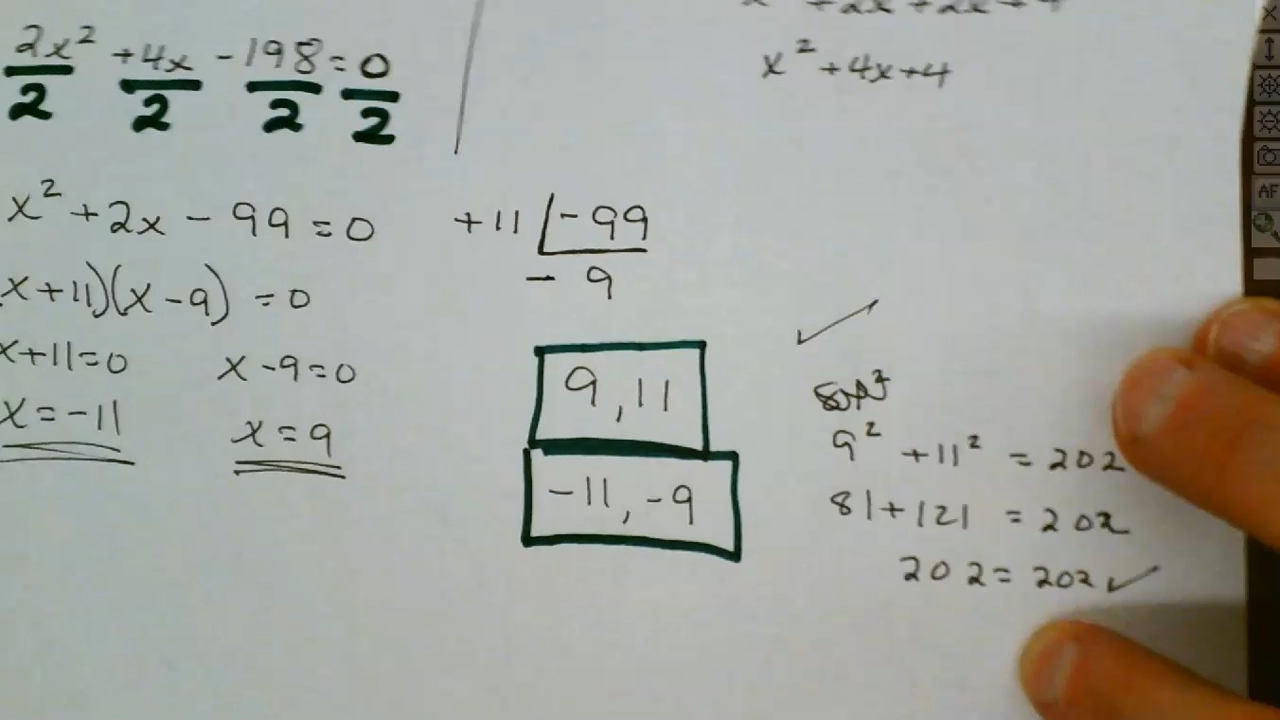 2x² + 4x - 198 = 0
2 2 2 2
x² + 4x + 4
x² + 2x - 99 = 0
+11 -99
- 9
x+11)(x-9) = 0
x+11=0 x-9=0
x=-11 x=9
9, 11
-11, -9
9² + 11² = 202
81+121 = 202
202 = 202 ✓
AF